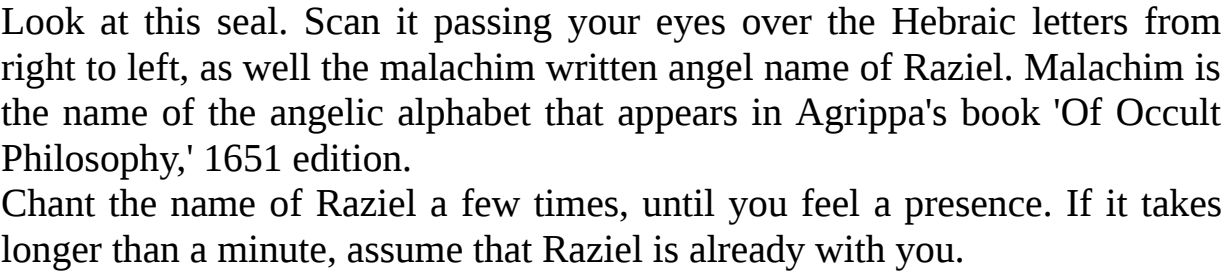 Look at this seal. Scan it passing your eyes over the Hebraic letters from
right to left, as well the malachim written angel name of Raziel. Malachim is
the name of the angelic alphabet that appears in Agrippa's book 'Of Occult
Philosophy,' 1651 edition.
Chant the name of Raziel a few times, until you feel a presence. If it takes
longer than a minute, assume that Raziel is already with you.